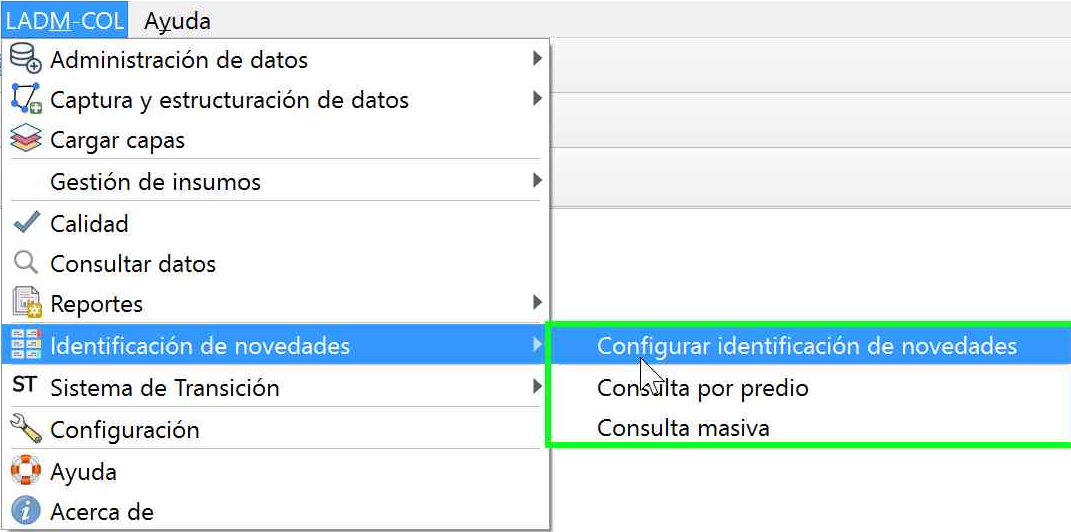 LADM-COL Ayuda
Administración de datos
Captura y estructuración de datos
Cargar capas
Gestión de insumos
Calidad
Consultar datos
Reportes
Identificación de novedades
Configurar identificación de novedades
Consulta por predio
Consulta masiva
ST Sistema de Transición
Configuración
Ayuda
Acerca de